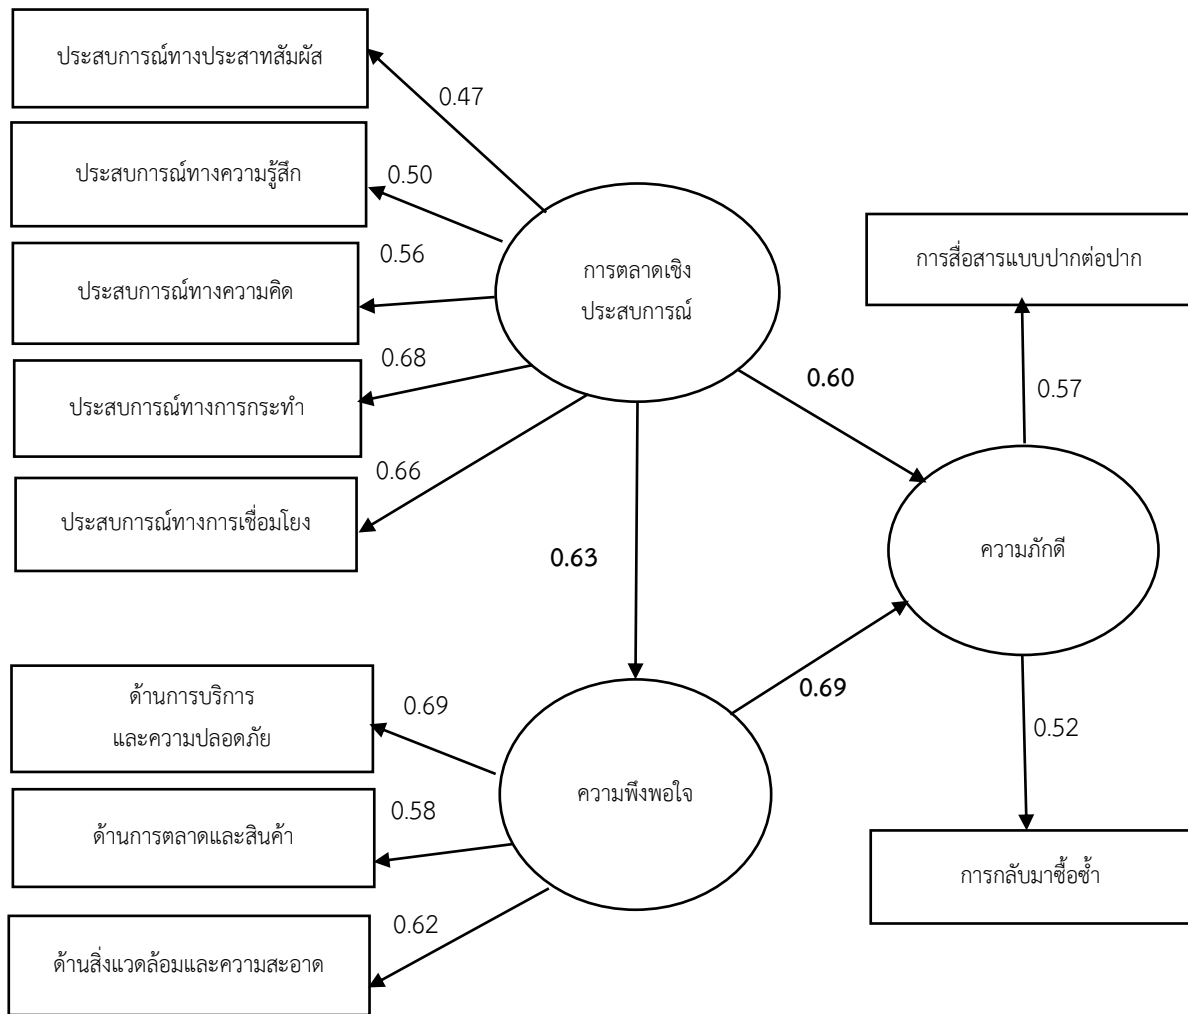 ประสบการณ์ทางประสาทสัมผัส
0.47
ประสบการณ์ทางความรู้สึก
0.50
ประสบการณ์ทางความคิด
0.56
ประสบการณ์ทางการกระทำ
0.68
ประสบการณ์ทางการเชื่อมโยง
0.66
การตลาดเชิง
ประสบการณ์
0.60
0.63
การสื่อสารแบบปากต่อปาก
0.57
ความภักดี
0.52
การกลับมาซื้อซ้ำ
0.69
ความพึงพอใจ
ด้านการบริการ
และความปลอดภัย
0.69
ด้านการตลาดและสินค้า
0.58
ด้านสิ่งแวดล้อมและความสะอาด
0.62